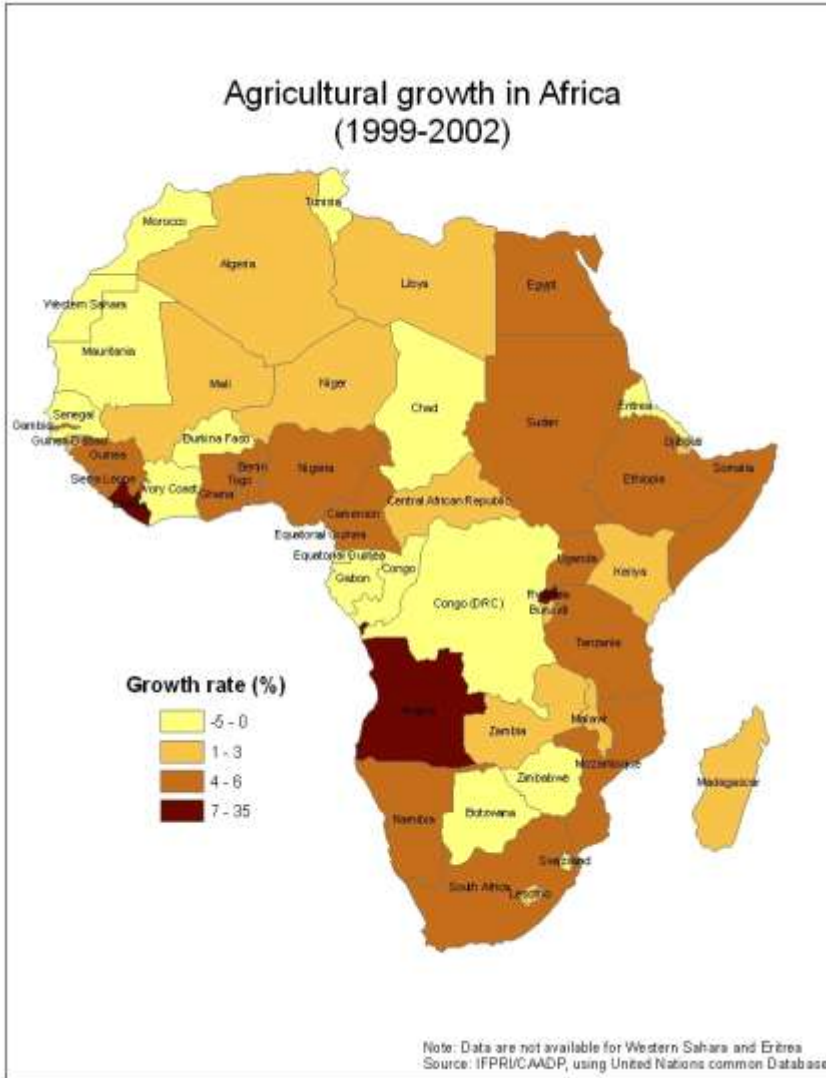 Agricultural growth in Africa
(1999-2002)
Tunisia
Morocco
Algeria
Libya
Egypt
Western Sahara
Mauritania
Mali
Niger
Chad
Sudan
Eritrea
Senegal
Gambia
Burkina Faso
Djibouti
Guinea
Benin
Nigeria
Ethiopia
Somalia
Sierra Leone
Ivory Coast
Togo
Ghana
Central African Republic
Cameroon
Equatorial Guinea
Equatorial Guinea
Congo
Gabon
Uganda
Kenya
Congo (DRC)
Burundi
Tanzania
Growth rate (%)
-5 - 0
1 - 3
4 - 6
7 - 35
Angola
Zambia
Malawi
Mozambique
Zimbabwe
Madagascar
Namibia
Botswana
Swaziland
South Africa
Lesotho
Note: Data are not available for Western Sahara and Eritrea
Source: IFPRI/CAADP, using United Nations common Database